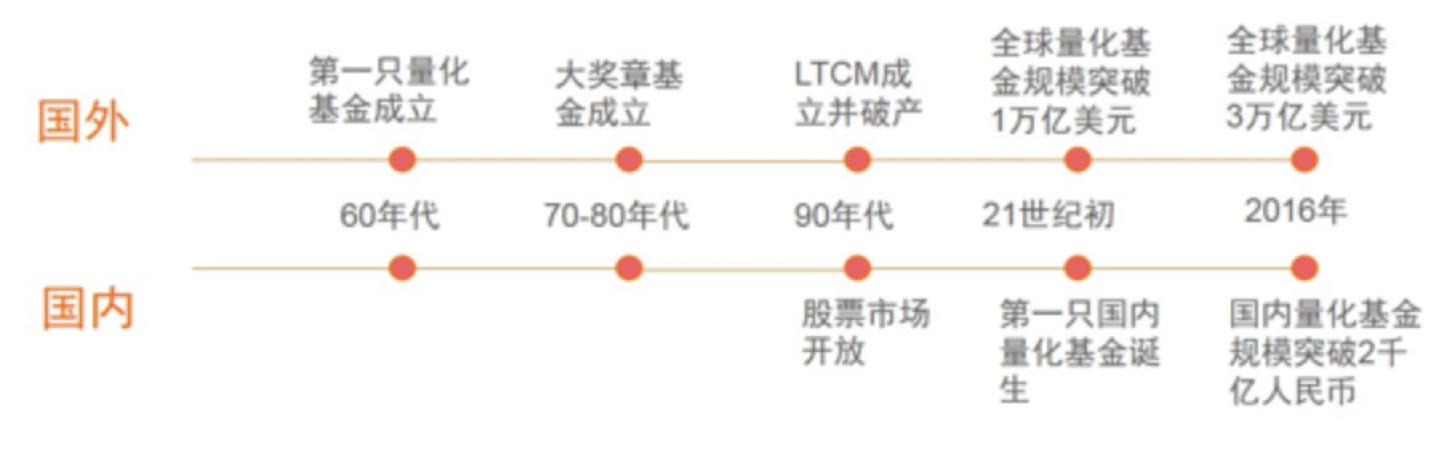 国外
第一只量化
基金成立
大奖章基
金成立
LTCM成
立并破产
全球量化基
金规模突破
1万亿美元
全球量化基
金规模突破
3万亿美元
60年代
70-80年代
90年代
21世纪初
2016年
国内
股票市场
开放
第一只国内
量化基金诞
生
国内量化基金
规模突破2千
亿人民币